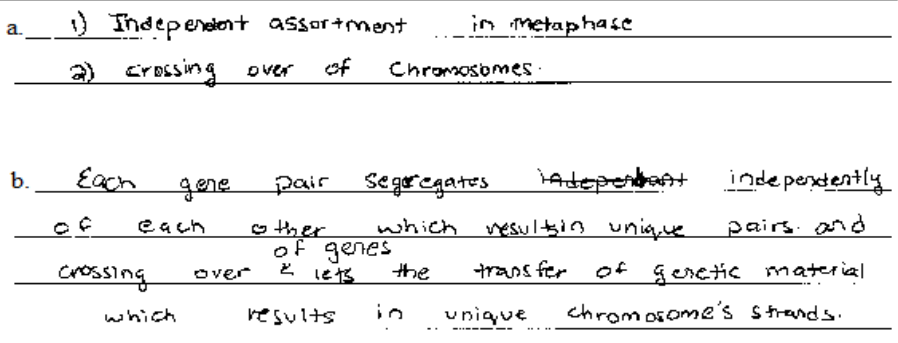 a. 1) Independent assortment in metaphase
2) crossing over of Chromosomes.
b. Each gene pair segregates independant independently
of each other which results in unique pairs. and
of genes
crossing over lets the transfer of genetic material
which results in unique chromosome's strands.